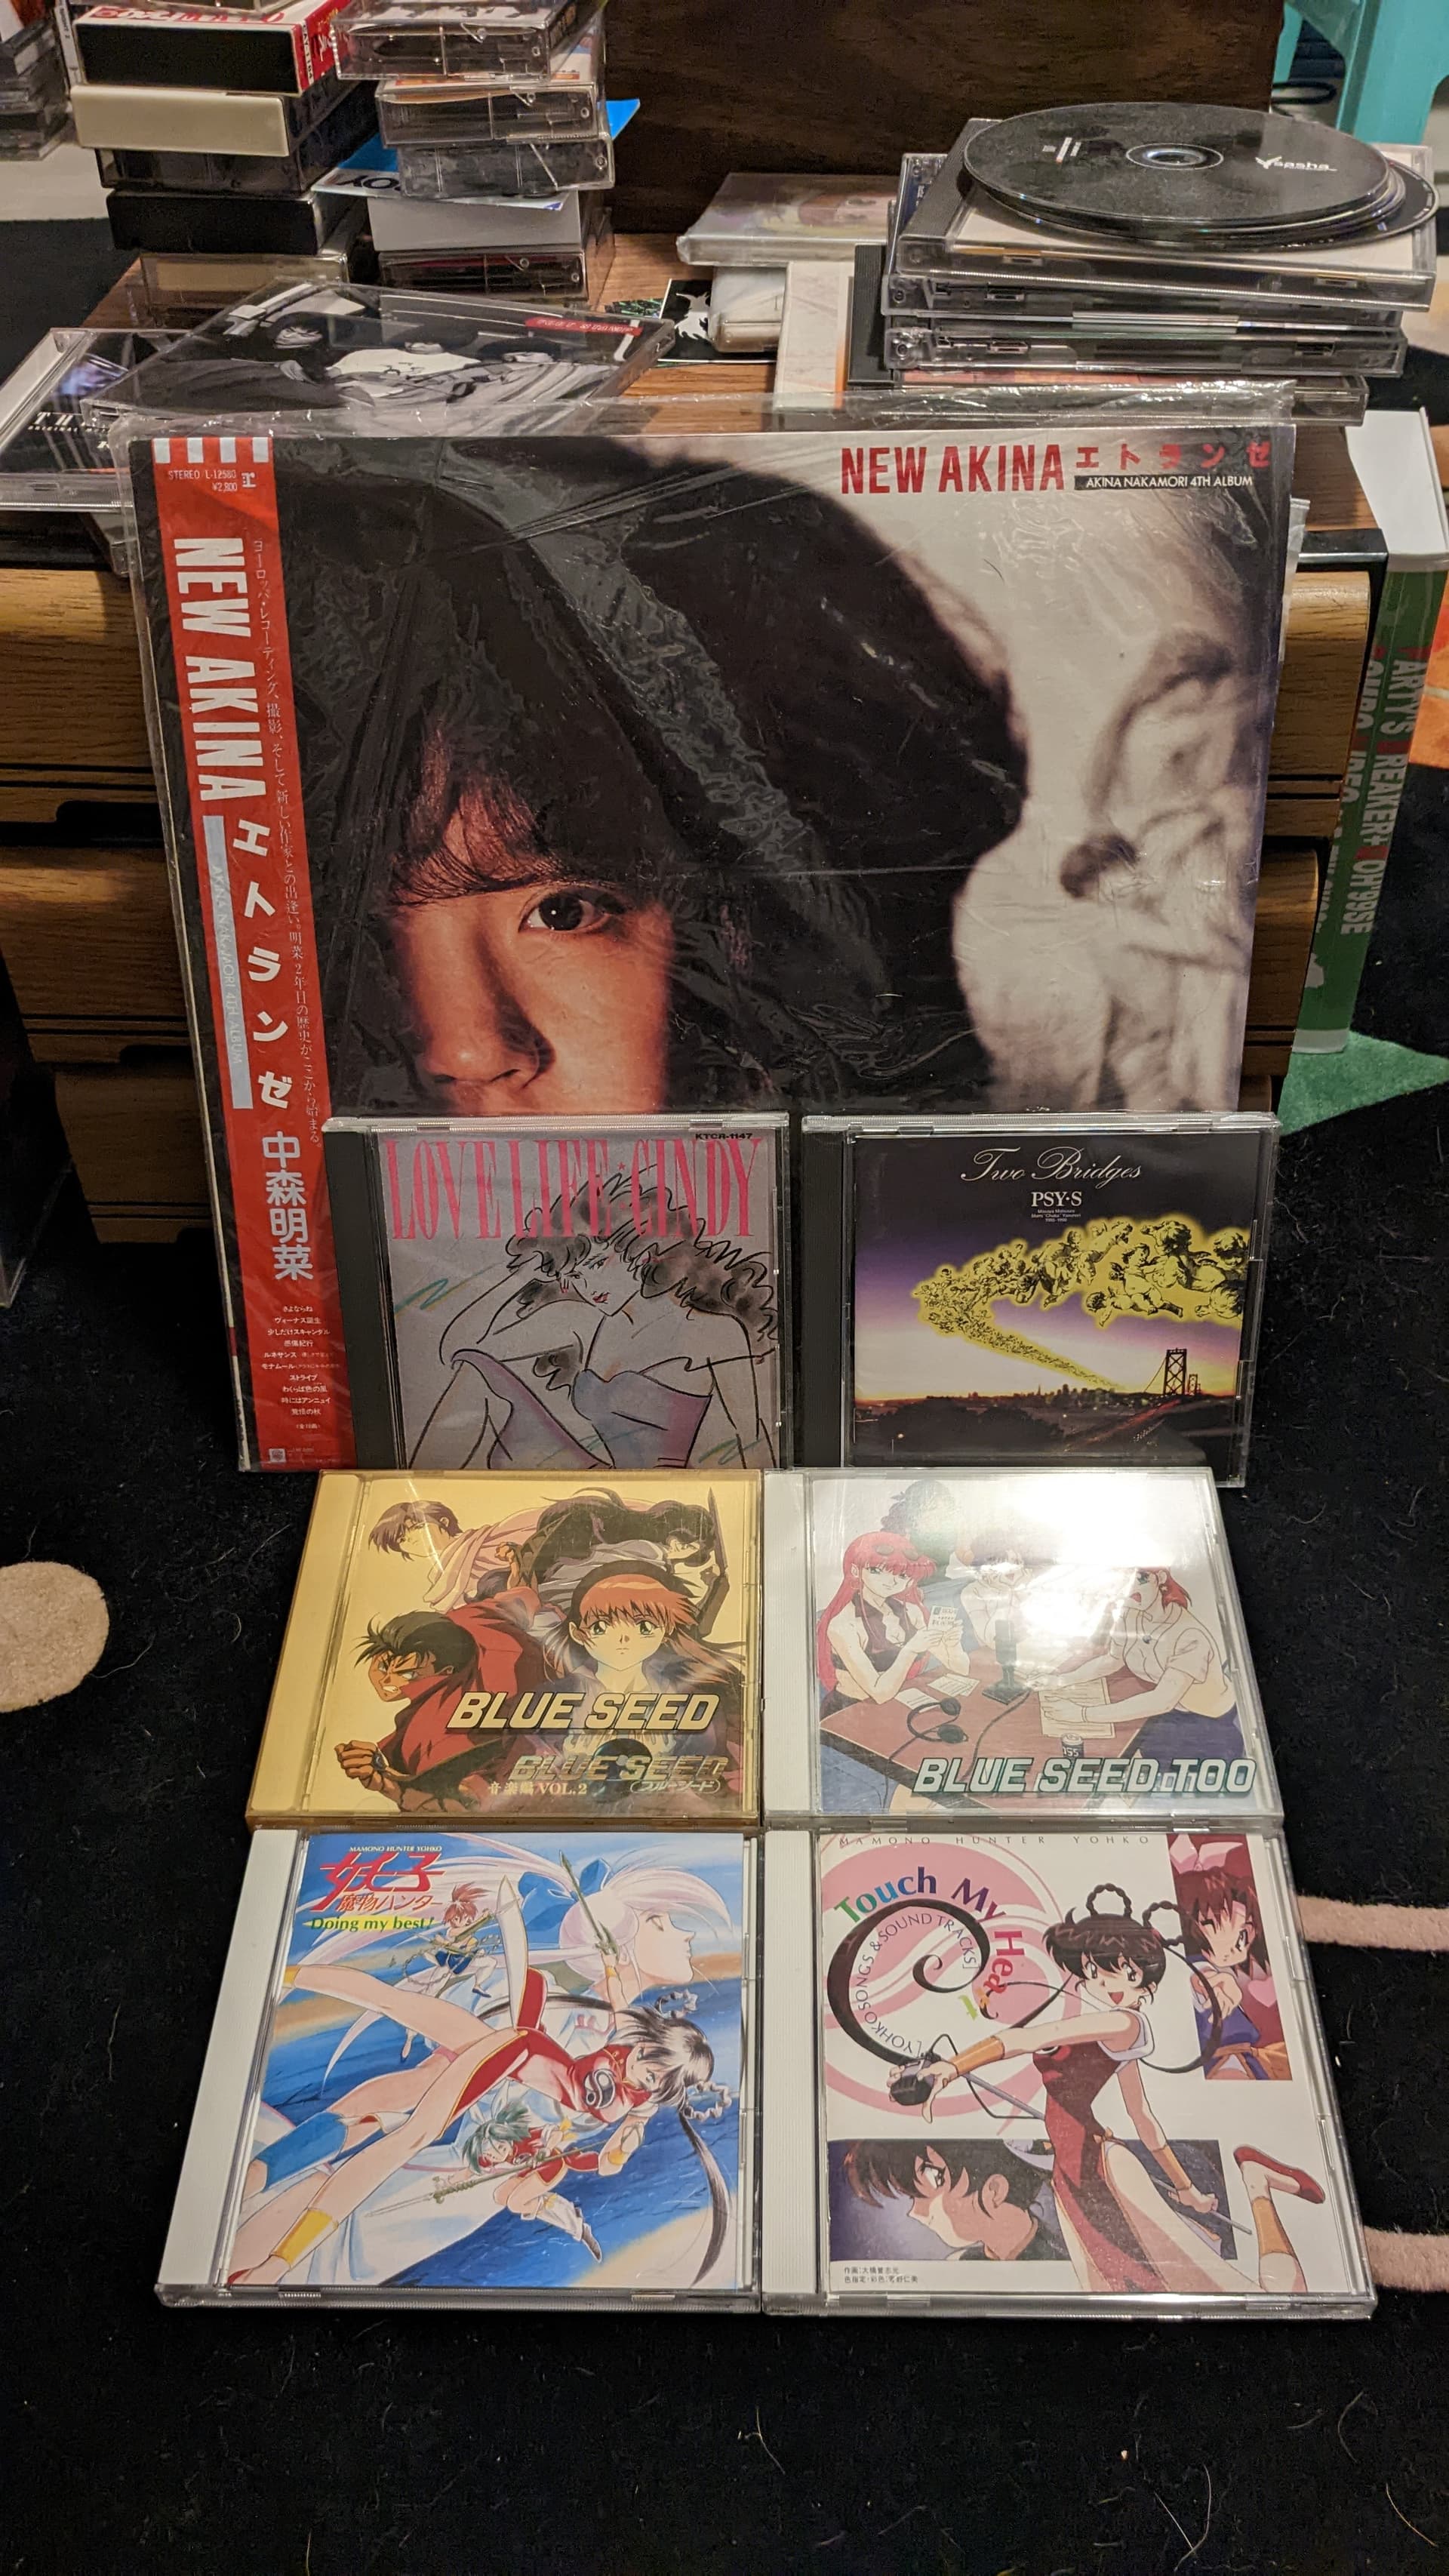 sasha
STEREO L-12580
¥2,800
NEW AKINA エトランゼ
AKINA NAKAMORI 4TH ALBUM
NEW AKINA エトランゼ 中森明菜
AKINA NAKAMORI 4TH ALBUM
ヨーロッパ・レコーディング、撮影、そして新しい作家との出逢い。明菜2年目の歴史がここから始まる。
さよならね
ヴィーナス誕生
少しだけスキャンダル
感傷紀行
ルネサンス
モナムール
ストライプ
わくらば色の風
時にはアンニュイ
覚悟の秋
KTCR-1147
LOVE LIFE CINDY
Two Bridges
PSY・S
BLUE SEED
BLUE SEED
音楽編 VOL.2
ブルーシード
BLUE SEED TOO
MAMONO HUNTER YOHKO
妖子
魔物ハンター
Doing my best!
MAMONO HUNTER YOHKO
Touch My Heart
YOHKO SONGS & SOUND TRACKS